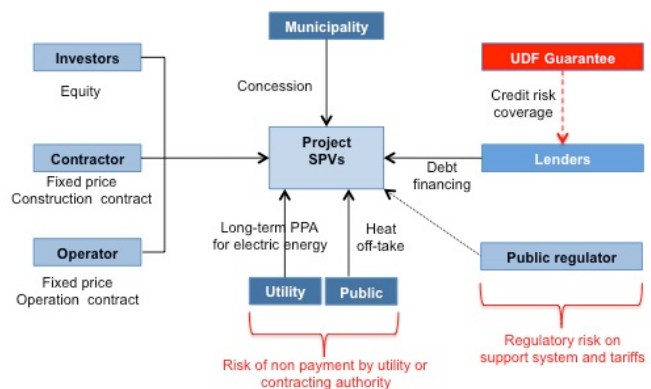 Municipality
Investors
UDF Guarantee
Equity
Concession
Credit risk
coverage
Project
SPVs
Contractor
Lenders
Fixed price
Construction contract
Debt
financing
Long-term PPA
for electric energy
Heat
off-take
Operator
Public regulator
Fixed price
Operation contract
Utility
Public
Risk of non payment by utility or
contracting authority
Regulatory risk on
support system and tariffs